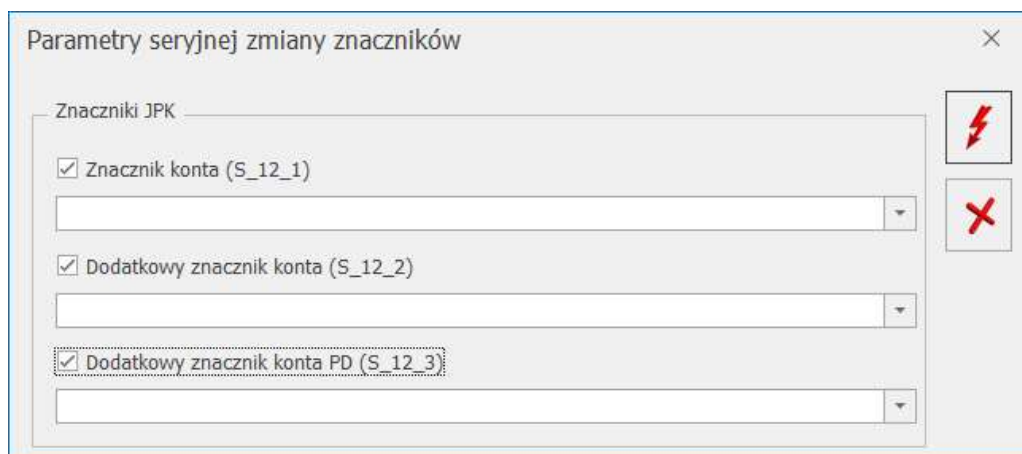 Parametry seryjnej zmiany znaczników
Znaczniki JPK
Znacznik konta (S_12_1)
Dodatkowy znacznik konta (S_12_2)
Dodatkowy znacznik konta PD (S_12_3)